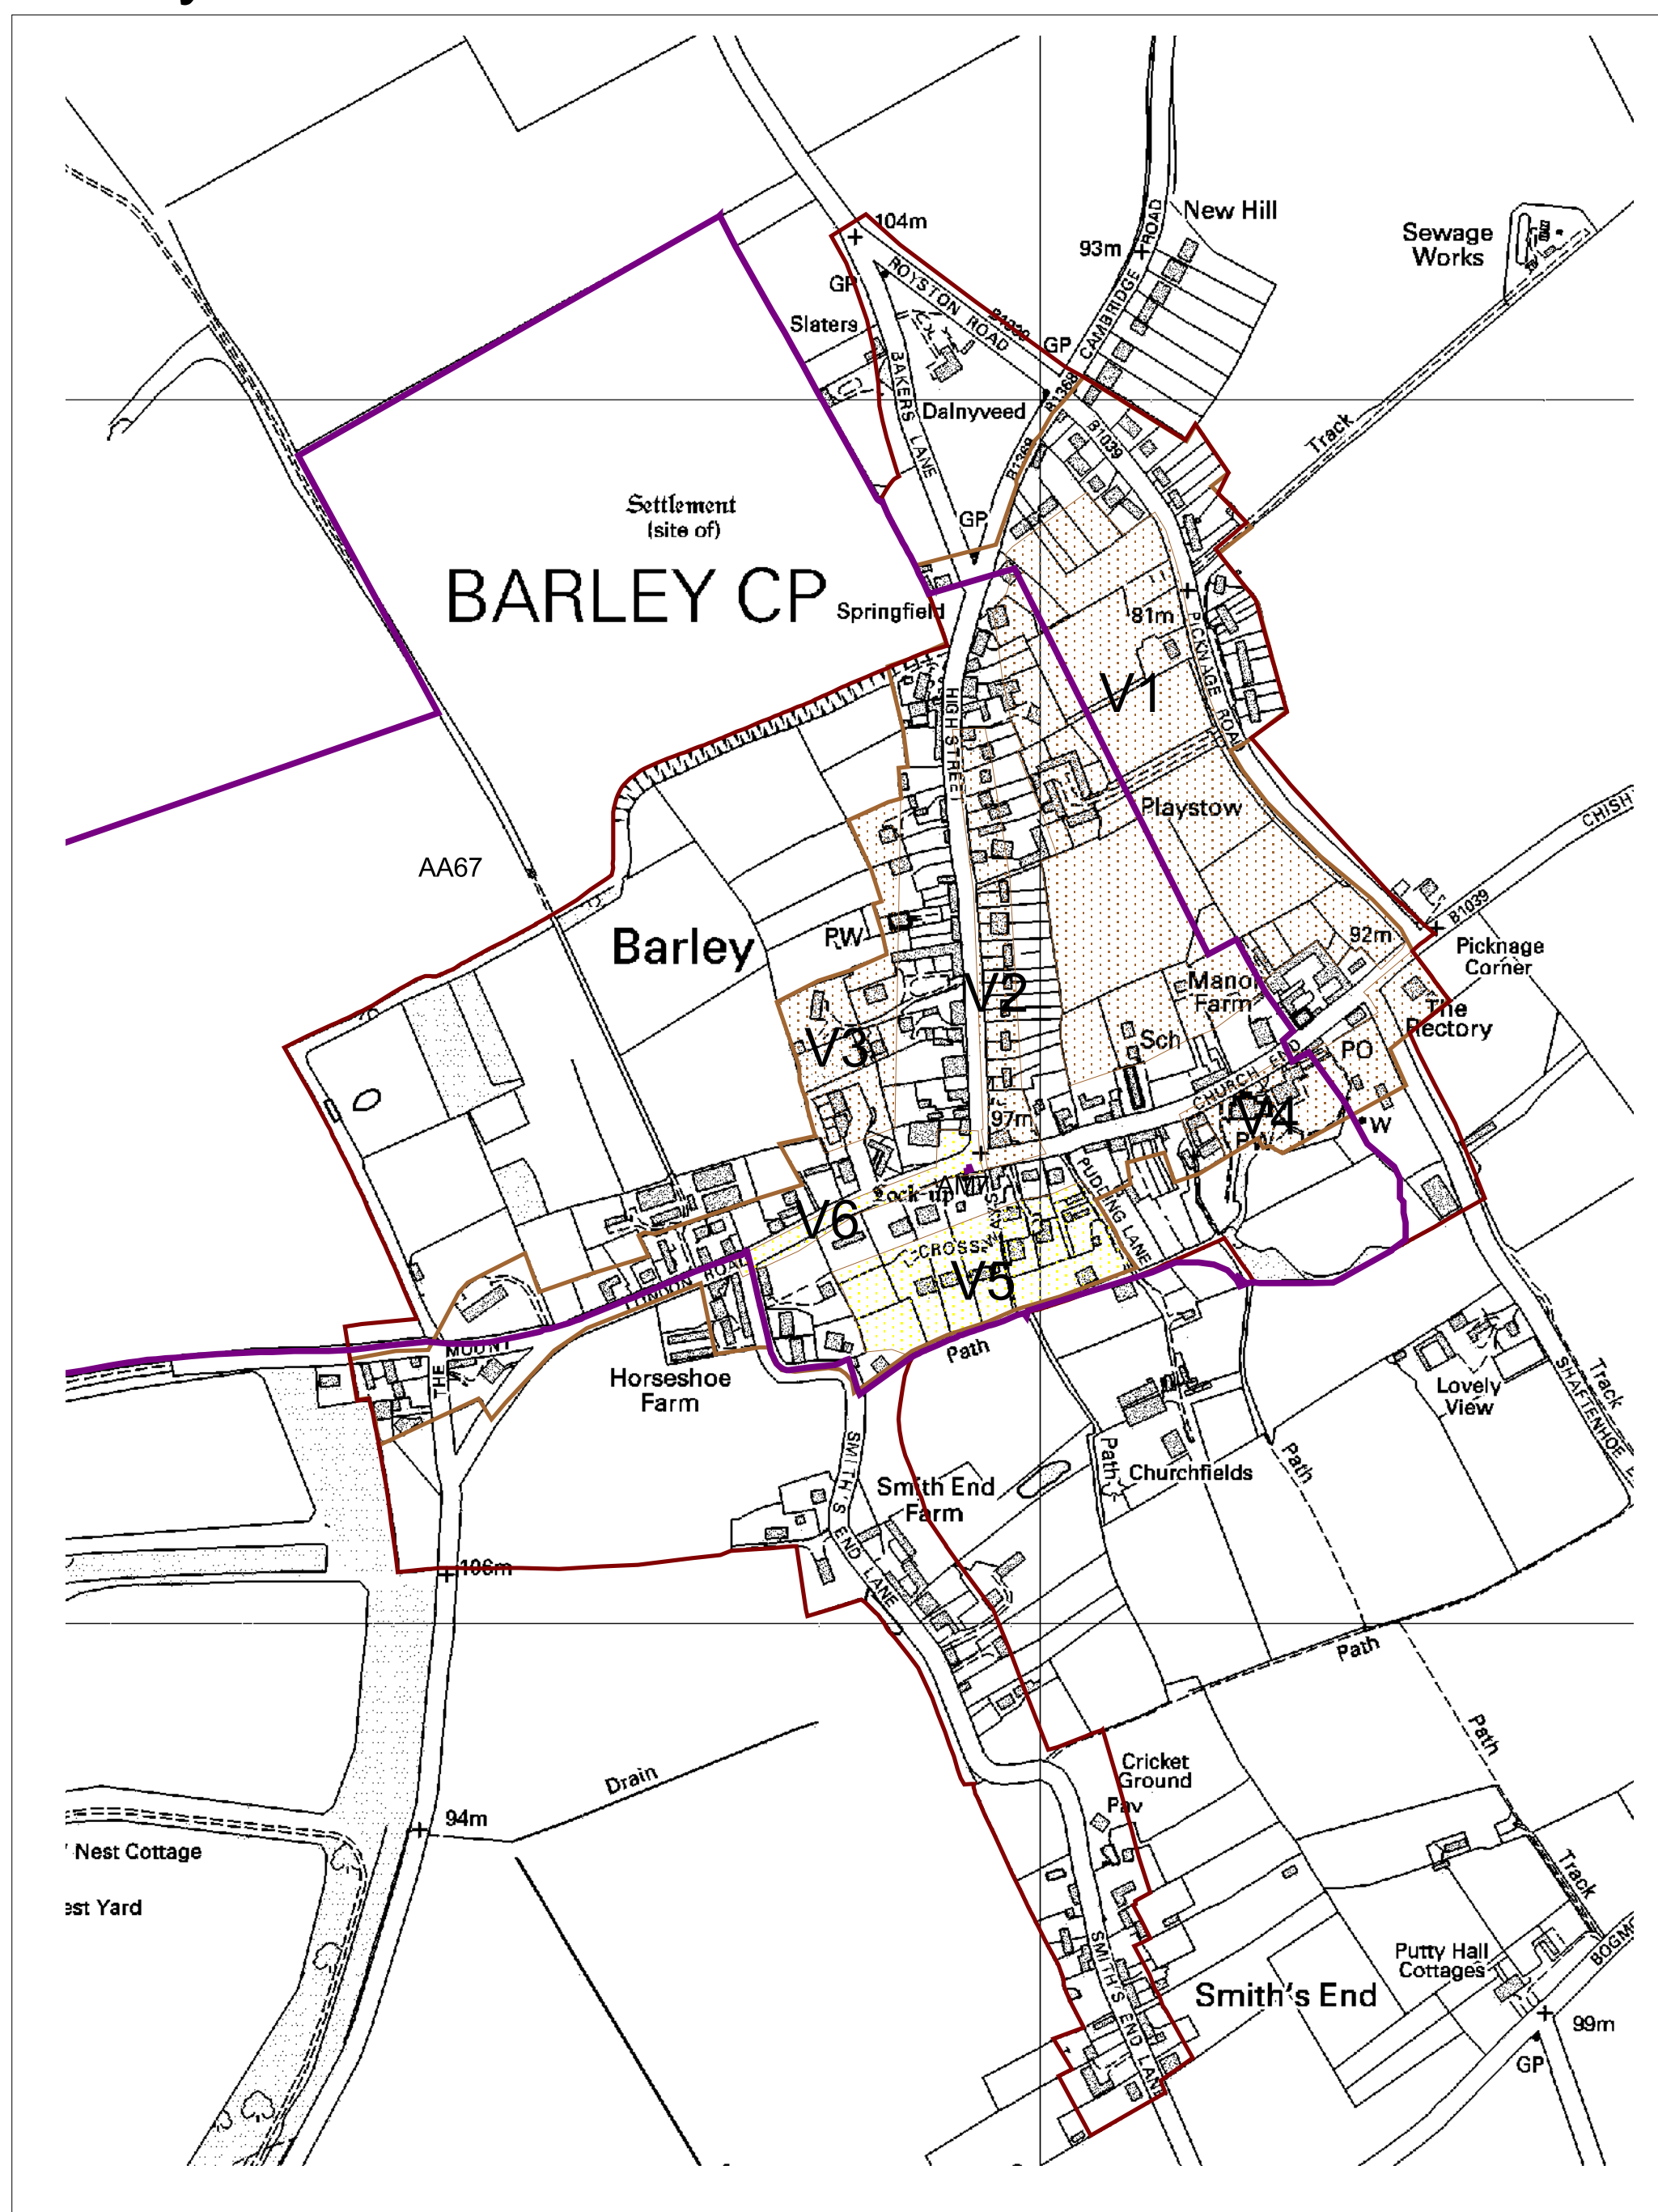 104m
New Hill
CAMBRIDGE ROAD
93m
Sewage
Works
GP
ROYSTON ROAD
B1039
Slaters
GP
BAKERS LANE
B1368
Dalnyveed
B1039
B1368
Track
Settlement
(site of)
GP
BARLEY CP
Springfield
81m
PICKNAGE ROAD
V1
HIGH STREET
Playstow
CHISH
AA67
B1039
Barley
PW
92m
Picknage
Corner
V2
Manor
Farm
The
Rectory
V3
Sch
PO
CHURCH END
97m
V4
W
PW
Lock-up
PUDDING LANE
V6
CROSSWAYS
V5
LONDON ROAD
THE MOUNT
Path
Horseshoe
Farm
Lovely
View
Track
SHAFTENHOE
SMITH'S END LANE
Path
Churchfields
Path
Smith End
Farm
106m
Path
Path
Cricket
Ground
Pav
Drain
94m
Nest Cottage
est Yard
Track
SMITH'S END LANE
Putty Hall
Cottages
BOGMO
Smith's End
99m
GP